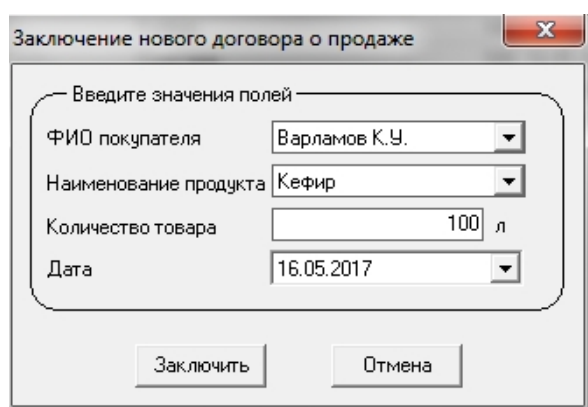 Заключение нового договора о продаже
Введите значения полей
ФИО покупателя Варламов К.У.
Наименование продукта Кефир
Количество товара 100 л
Дата 16.05.2017
Заключить Отмена